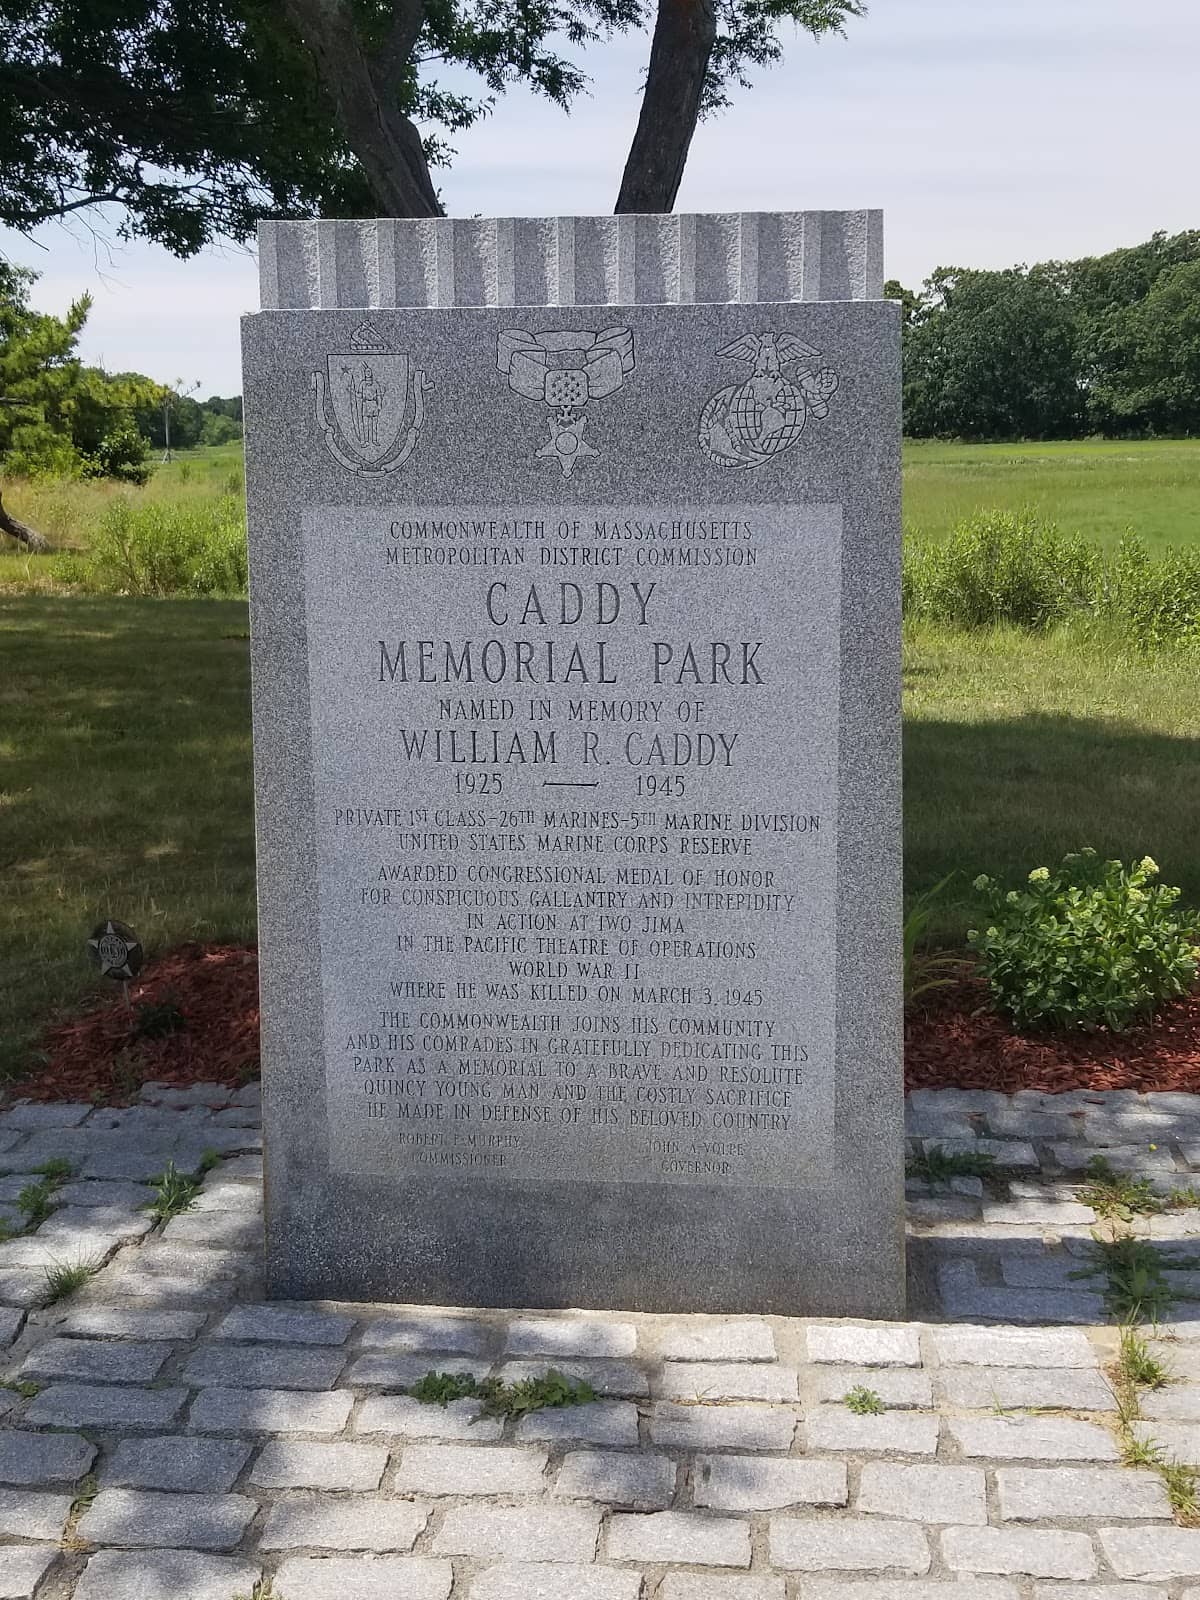 COMMONWEALTH OF MASSACHUSETTS
METROPOLITAN DISTRICT COMMISSION
CADDY
MEMORIAL PARK
NAMED IN MEMORY OF
WILLIAM R. CADDY
1925 — 1945
PRIVATE 1ST CLASS-26TH MARINES-5TH MARINE DIVISION
UNITED STATES MARINE CORPS RESERVE
AWARDED CONGRESSIONAL MEDAL OF HONOR
FOR CONSPICUOUS GALLANTRY AND INTREPIDITY
IN ACTION AT IWO JIMA
IN THE PACIFIC THEATRE OF OPERATIONS
WORLD WAR II
WHERE HE WAS KILLED ON MARCH 3, 1945
THE COMMONWEALTH JOINS HIS COMMUNITY
AND HIS COMRADES IN GRATEFULLY DEDICATING THIS
PARK AS A MEMORIAL TO A BRAVE AND RESOLUTE
QUINCY YOUNG MAN AND THE COSTLY SACRIFICE
HE MADE IN DEFENSE OF HIS BELOVED COUNTRY
ROBERT F. MURPHY JOHN A. VOLPE
COMMISSIONER GOVERNOR